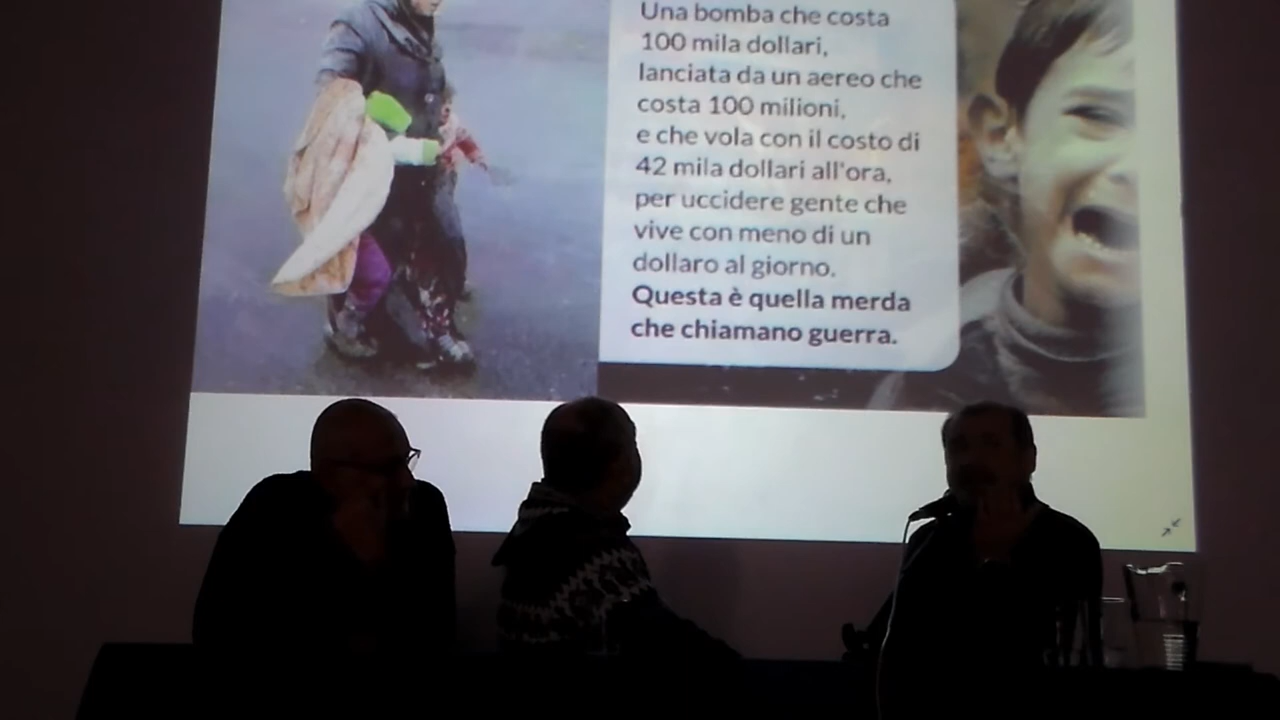 Una bomba che costa
100 mila dollari,
lanciata da un aereo che
costa 100 milioni,
e che vola con il costo di
42 mila dollari all'ora,
per uccidere gente che
vive con meno di un
dollaro al giorno.
Questa è quella merda
che chiamano guerra.